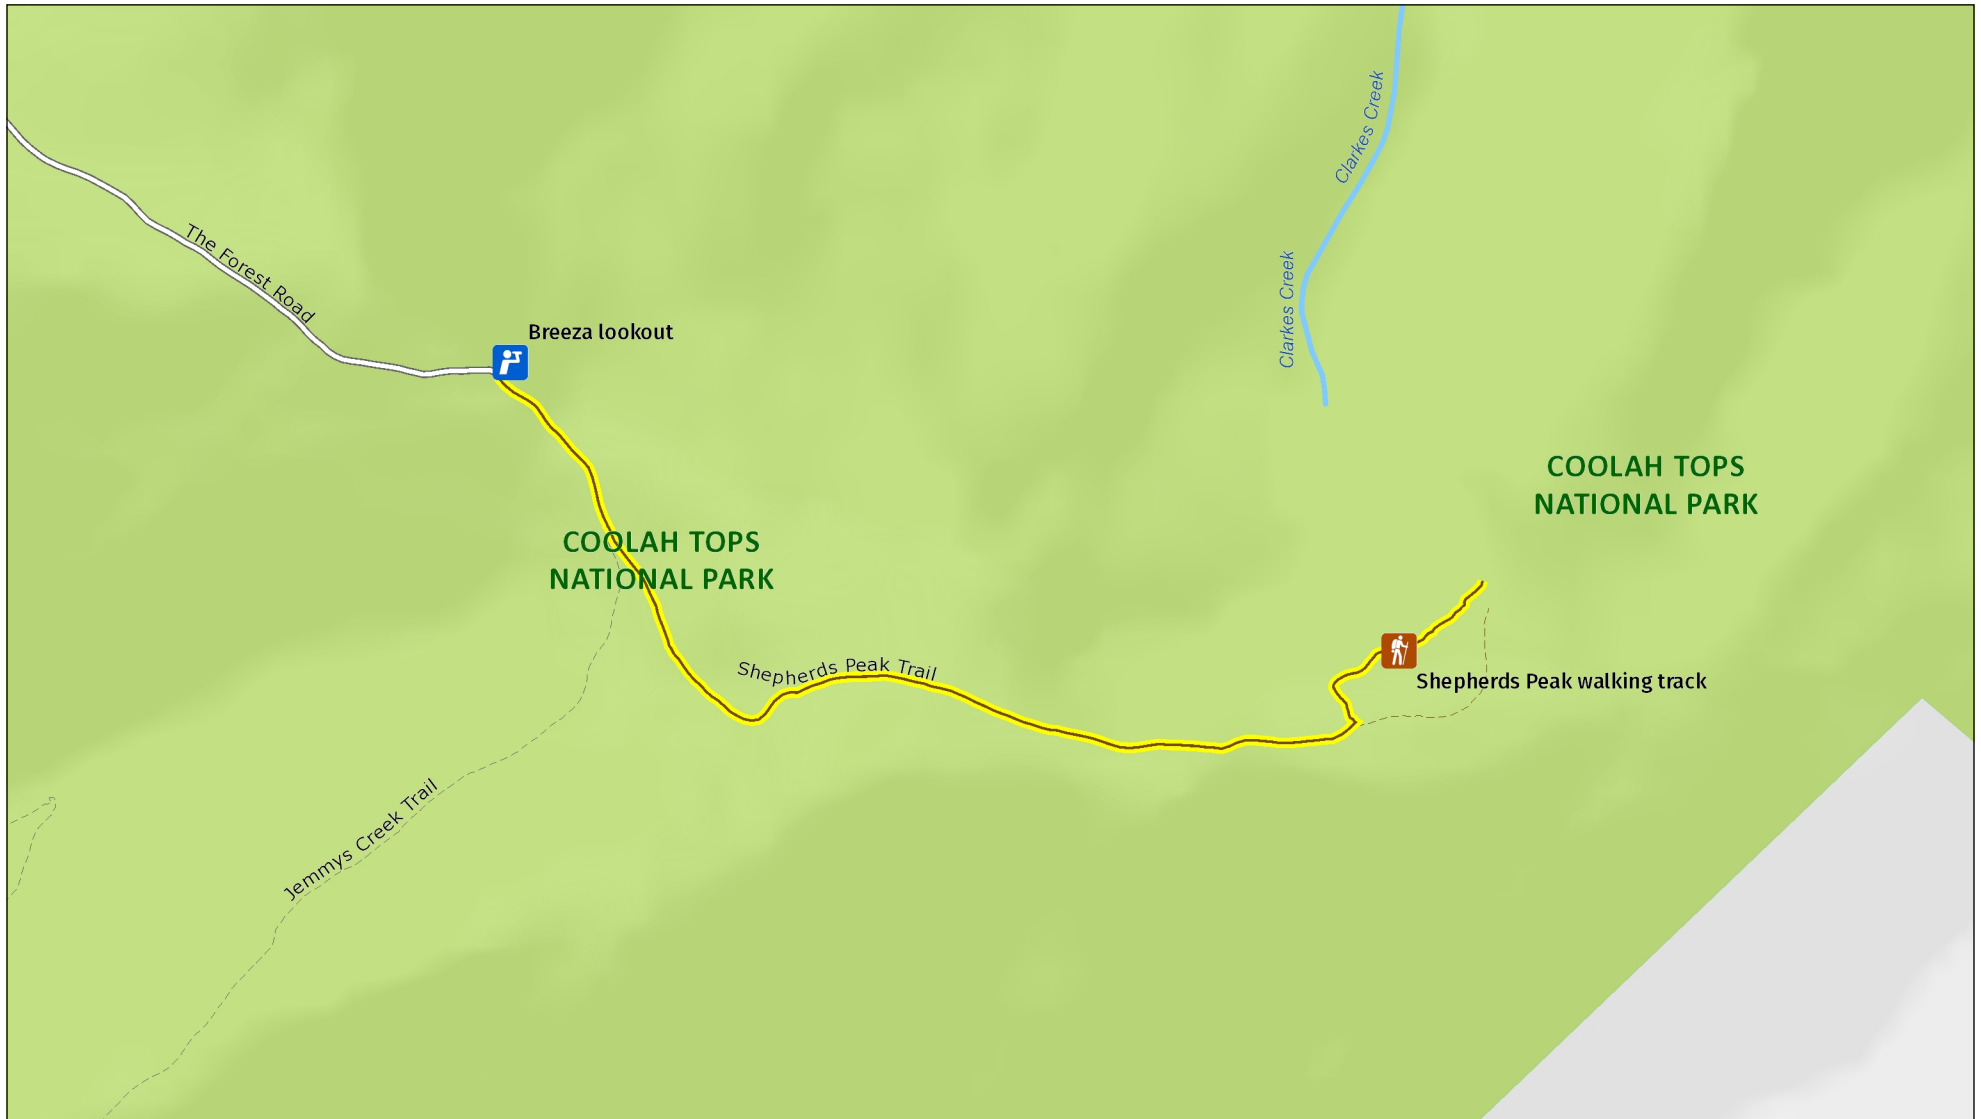 Clarkes Creek
The Forest Road
Clarkes Creek
Breeza lookout
COOLAH TOPS
NATIONAL PARK
COOLAH TOPS
NATIONAL PARK
Shepherds Peak Trail
Shepherds Peak walking track
Jemmys Creek Trail